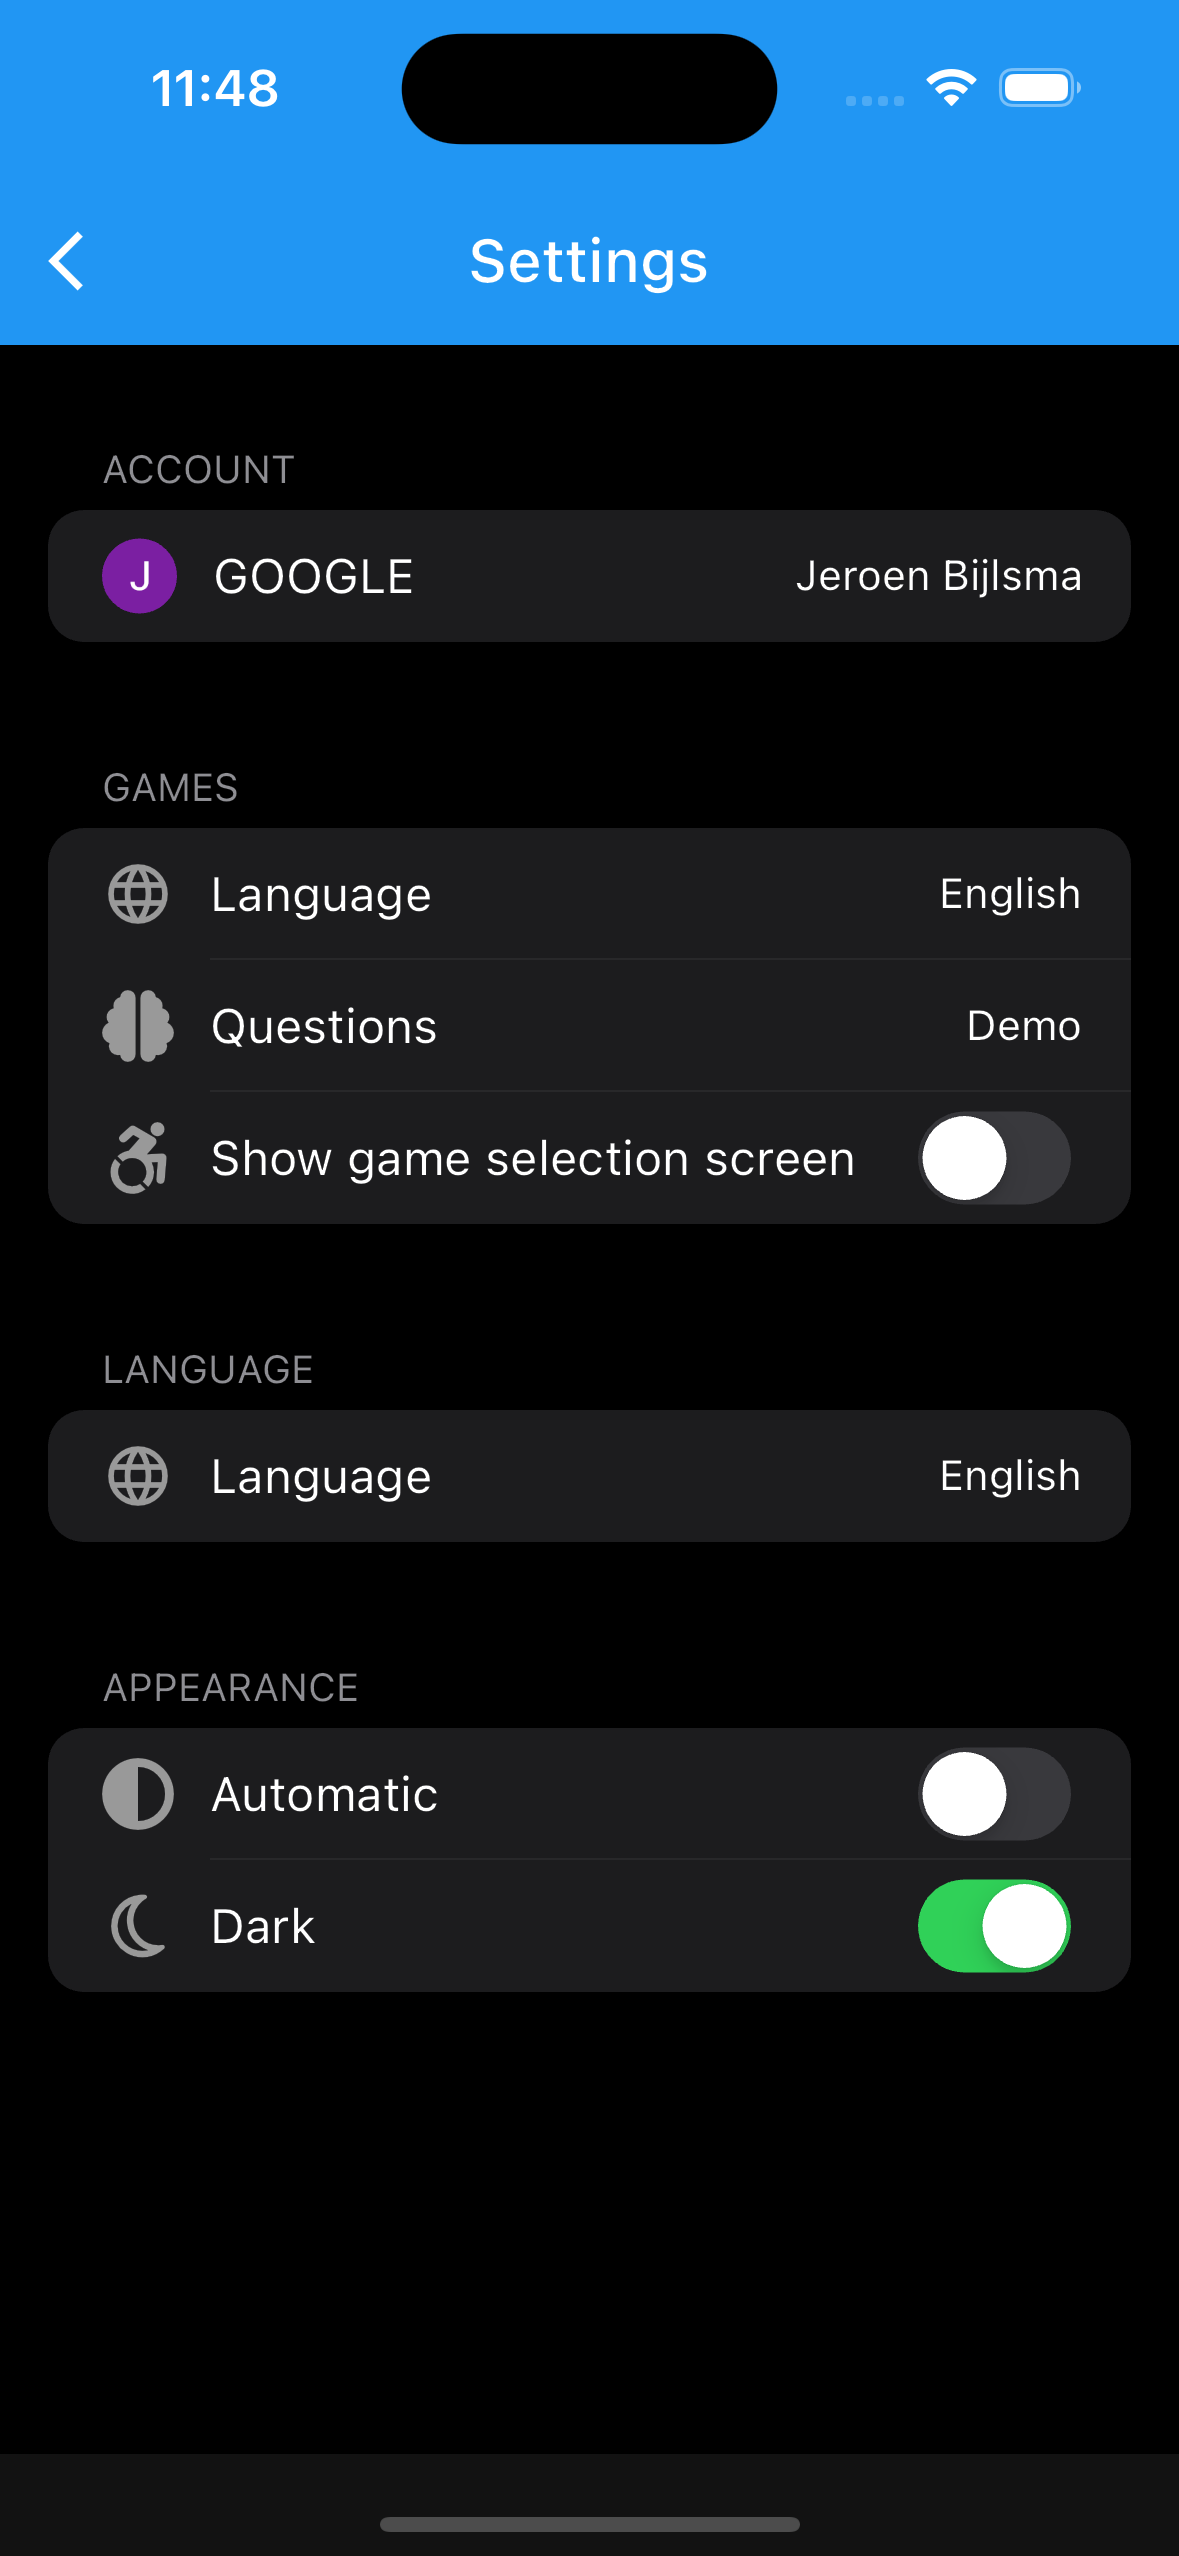 11:48
Settings
ACCOUNT
J GOOGLE Jeroen Bijlsma
GAMES
Language English
Questions Demo
Show game selection screen
LANGUAGE
Language English
APPEARANCE
Automatic
Dark